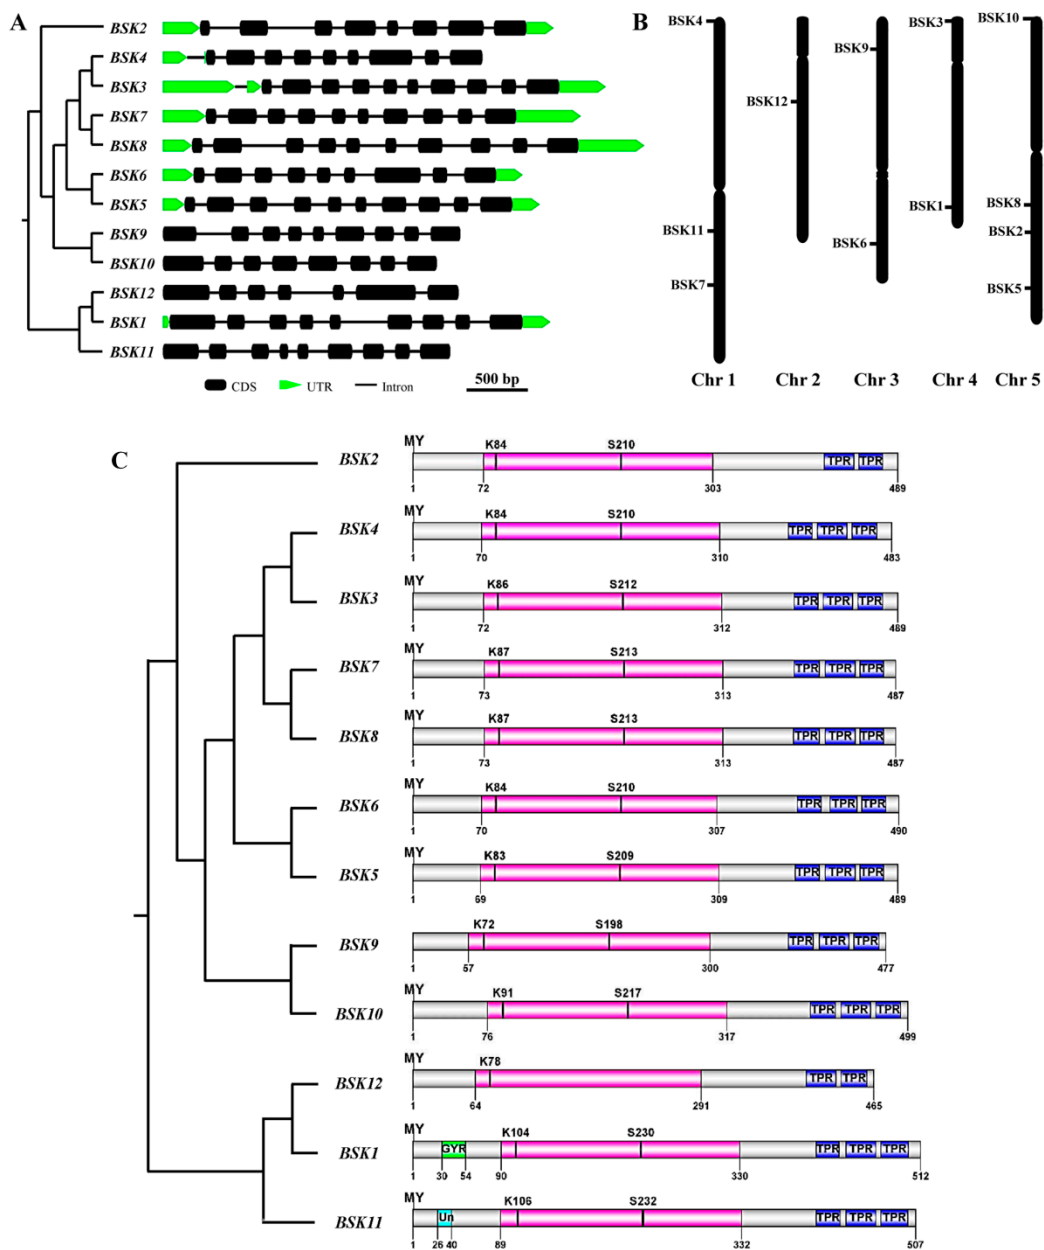 A
BSK2
BSK4
BSK3
BSK7
BSK8
BSK6
BSK5
BSK9
BSK10
BSK12
BSK1
BSK11
CDS UTR Intron 500 bp
B
BSK4 BSK3 BSK10
BSK9
BSK12
BSK1 BSK8
BSK11 BSK2
BSK6
BSK7 BSK5
Chr 1 Chr 2 Chr 3 Chr 4 Chr 5
C
MY K84 S210
BSK2 TPR TPR
1 72 303 489
MY K84 S210
BSK4 TPR TPR TPR
1 70 310 483
MY K86 S212
BSK3 TPR TPR TPR
1 72 312 489
MY K87 S213
BSK7 TPR TPR TPR
1 73 313 487
MY K87 S213
BSK8 TPR TPR TPR
1 73 313 487
MY K84 S210
BSK6 TPR TPR TPR
1 70 307 490
MY K83 S209
BSK5 TPR TPR TPR
1 69 309 489
K72 S198
BSK9 TPR TPR TPR
1 57 300 477
MY K91 S217
BSK10 TPR TPR TPR
1 76 317 499
MY K78
BSK12 TPR TPR
1 64 291 465
MY K104 S230
BSK1 GYR TPR TPR TPR
1 30 54 90 330 512
MY K106 S232
BSK11 Un TPR TPR TPR
1 26 40 89 332 507